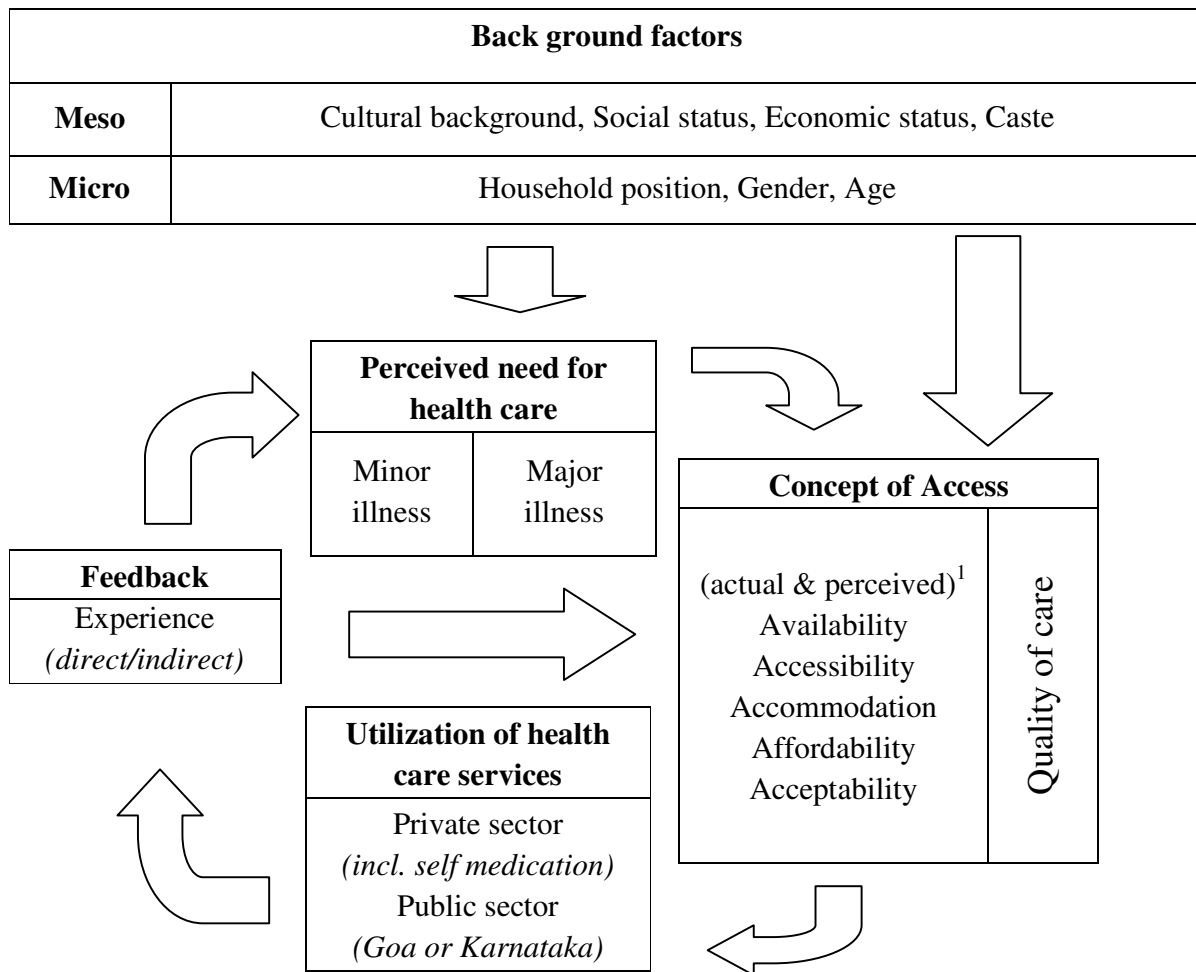 Back ground factors
Meso
Cultural background, Social status, Economic status, Caste
Micro
Household position, Gender, Age
Perceived need for
health care
Minor
illness
Major
illness
Concept of Access
(actual & perceived)1
Availability
Accessibility
Accommodation
Affordability
Acceptability
Quality of care
Feedback
Experience
(direct/indirect)
Utilization of health
care services
Private sector
(incl. self medication)
Public sector
(Goa or Karnataka)